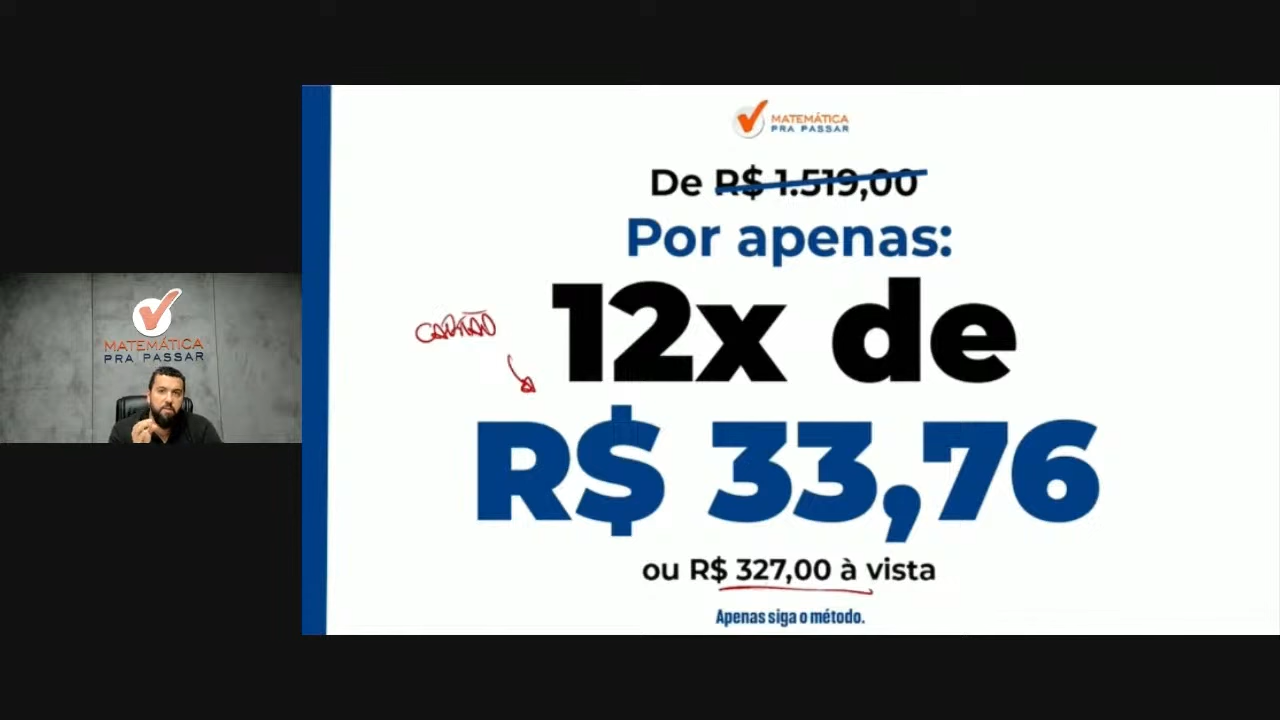 MATEMÁTICA
PRA PASSAR
De R$ 1.519,00
Por apenas:
12x de
CARTÃO
R$ 33,76
ou R$ 327,00 à vista
Apenas siga o método.
MATEMÁTICA
PRA PASSAR